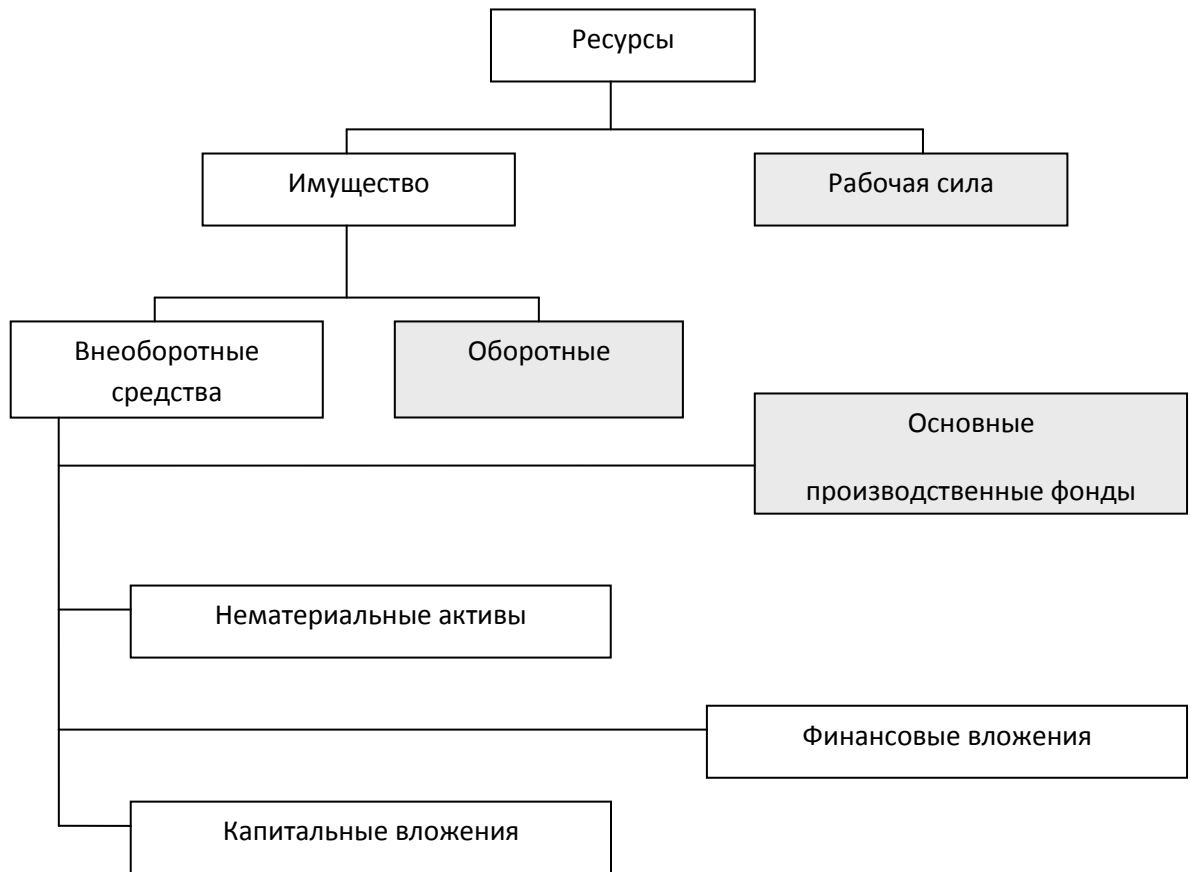 Ресурсы
Имущество
Рабочая сила
Внеоборотные
средства
Оборотные
Основные
производственные фонды
Нематериальные активы
Финансовые вложения
Капитальные вложения